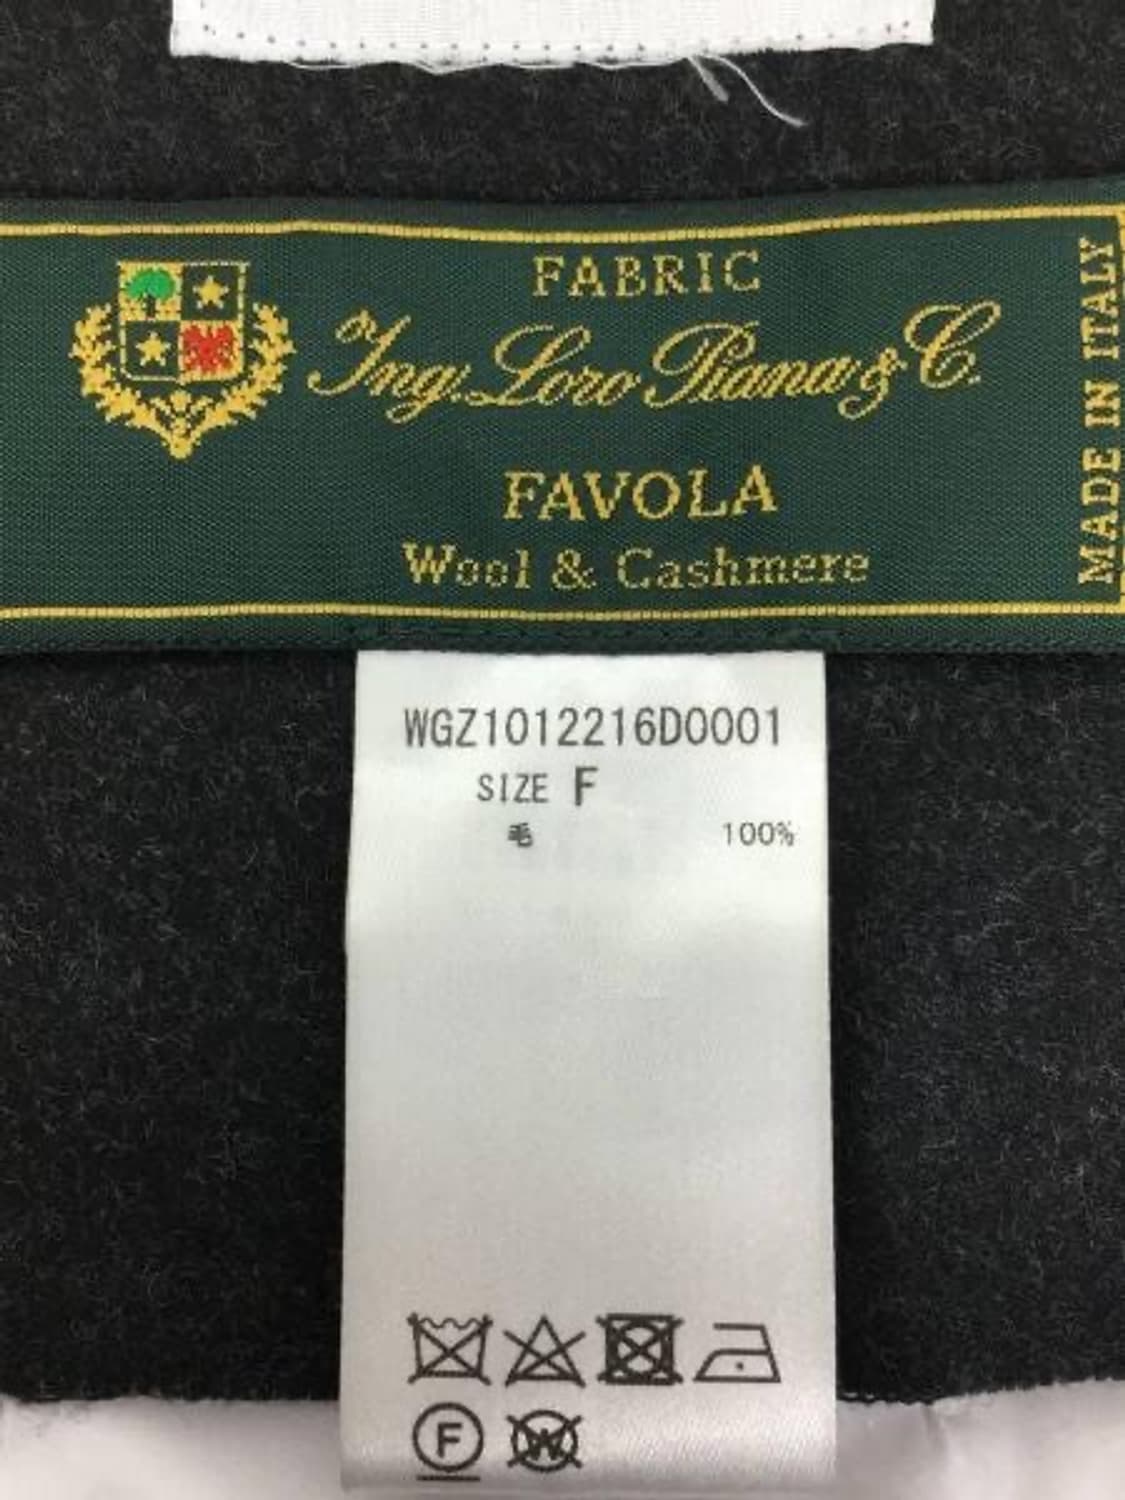 FABRIC
Ing. Loro Piana & C.
FAVOLA
Wool & Cashmere
MADE IN ITALY
WGZ1012216D0001
SIZE F
毛 100%
F
W